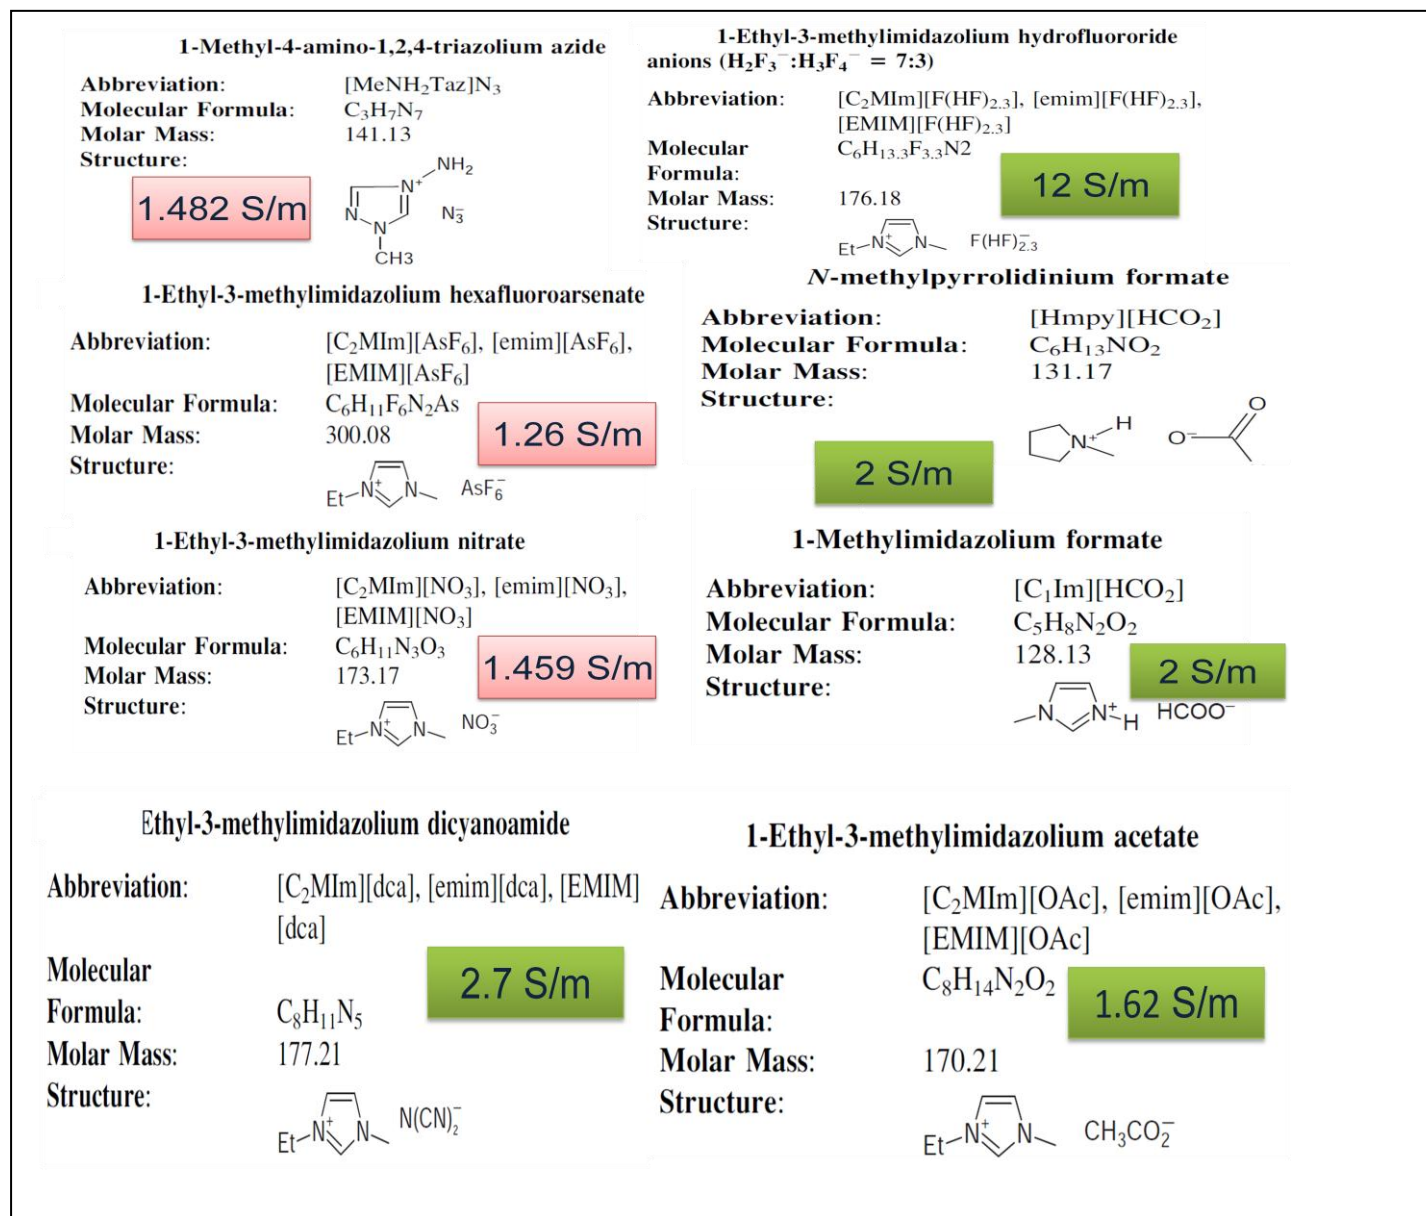 1-Methyl-4-amino-1,2,4-triazolium azide
Abbreviation: [MeNH₂Taz]N₃
Molecular Formula: C₃H₇N₇
Molar Mass: 141.13
Structure:
1.482 S/m
NH₂
N⁺
N
N₃⁻
N
CH3
1-Ethyl-3-methylimidazolium hydrofluororide
anions (H₂F₃⁻:H₃F₄⁻ = 7:3)
Abbreviation: [C₂MIm][F(HF)₂.₃], [emim][F(HF)₂.₃],
[EMIM][F(HF)₂.₃]
Molecular C₆H₁₃.₃F₃.₃N2
Formula:
12 S/m
Molar Mass: 176.18
Structure:
Et N⁺ N F(HF)₂.₃⁻
1-Ethyl-3-methylimidazolium hexafluoroarsenate
Abbreviation: [C₂MIm][AsF₆], [emim][AsF₆],
[EMIM][AsF₆]
Molecular Formula: C₆H₁₁F₆N₂As
Molar Mass: 300.08
1.26 S/m
Structure:
Et N⁺ N AsF₆⁻
N-methylpyrrolidinium formate
Abbreviation: [Hmpy][HCO₂]
Molecular Formula: C₆H₁₃NO₂
Molar Mass: 131.17
Structure:
O
N⁺ H O⁻
2 S/m
1-Ethyl-3-methylimidazolium nitrate
Abbreviation: [C₂MIm][NO₃], [emim][NO₃],
[EMIM][NO₃]
Molecular Formula: C₆H₁₁N₃O₃
Molar Mass: 173.17
1.459 S/m
Structure:
Et N⁺ N NO₃⁻
1-Methylimidazolium formate
Abbreviation: [C₁Im][HCO₂]
Molecular Formula: C₅H₈N₂O₂
Molar Mass: 128.13
2 S/m
Structure:
N N⁺ H HCOO⁻
Ethyl-3-methylimidazolium dicyanoamide
Abbreviation: [C₂MIm][dca], [emim][dca], [EMIM]
[dca]
Molecular
2.7 S/m
Formula: C₈H₁₁N₅
Molar Mass: 177.21
Structure:
Et N⁺ N N(CN)₂⁻
1-Ethyl-3-methylimidazolium acetate
Abbreviation: [C₂MIm][OAc], [emim][OAc],
[EMIM][OAc]
Molecular C₈H₁₄N₂O₂
1.62 S/m
Formula:
Molar Mass: 170.21
Structure:
Et N⁺ N CH₃CO₂⁻